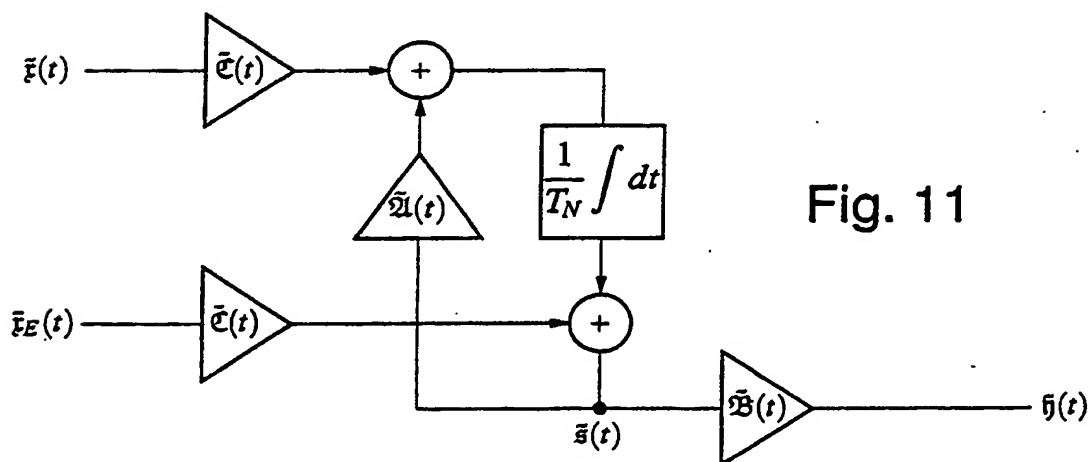 𝔵̃(t)
ℭ̃(t)
+
𝔄̃(t)
1/T_N ∫ dt
Fig. 11
𝔵̃_E(t)
ℭ̃(t)
+
𝔰̃(t)
𝔅̃(t)
𝔶̃(t)